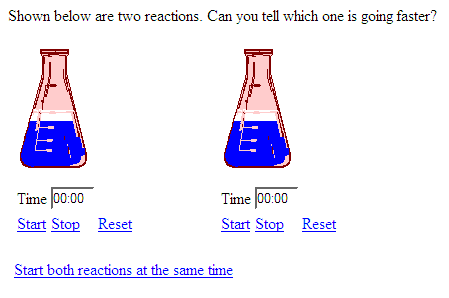 Shown below are two reactions. Can you tell which one is going faster?
Time 00:00 Time 00:00
Start Stop Reset Start Stop Reset
Start both reactions at the same time